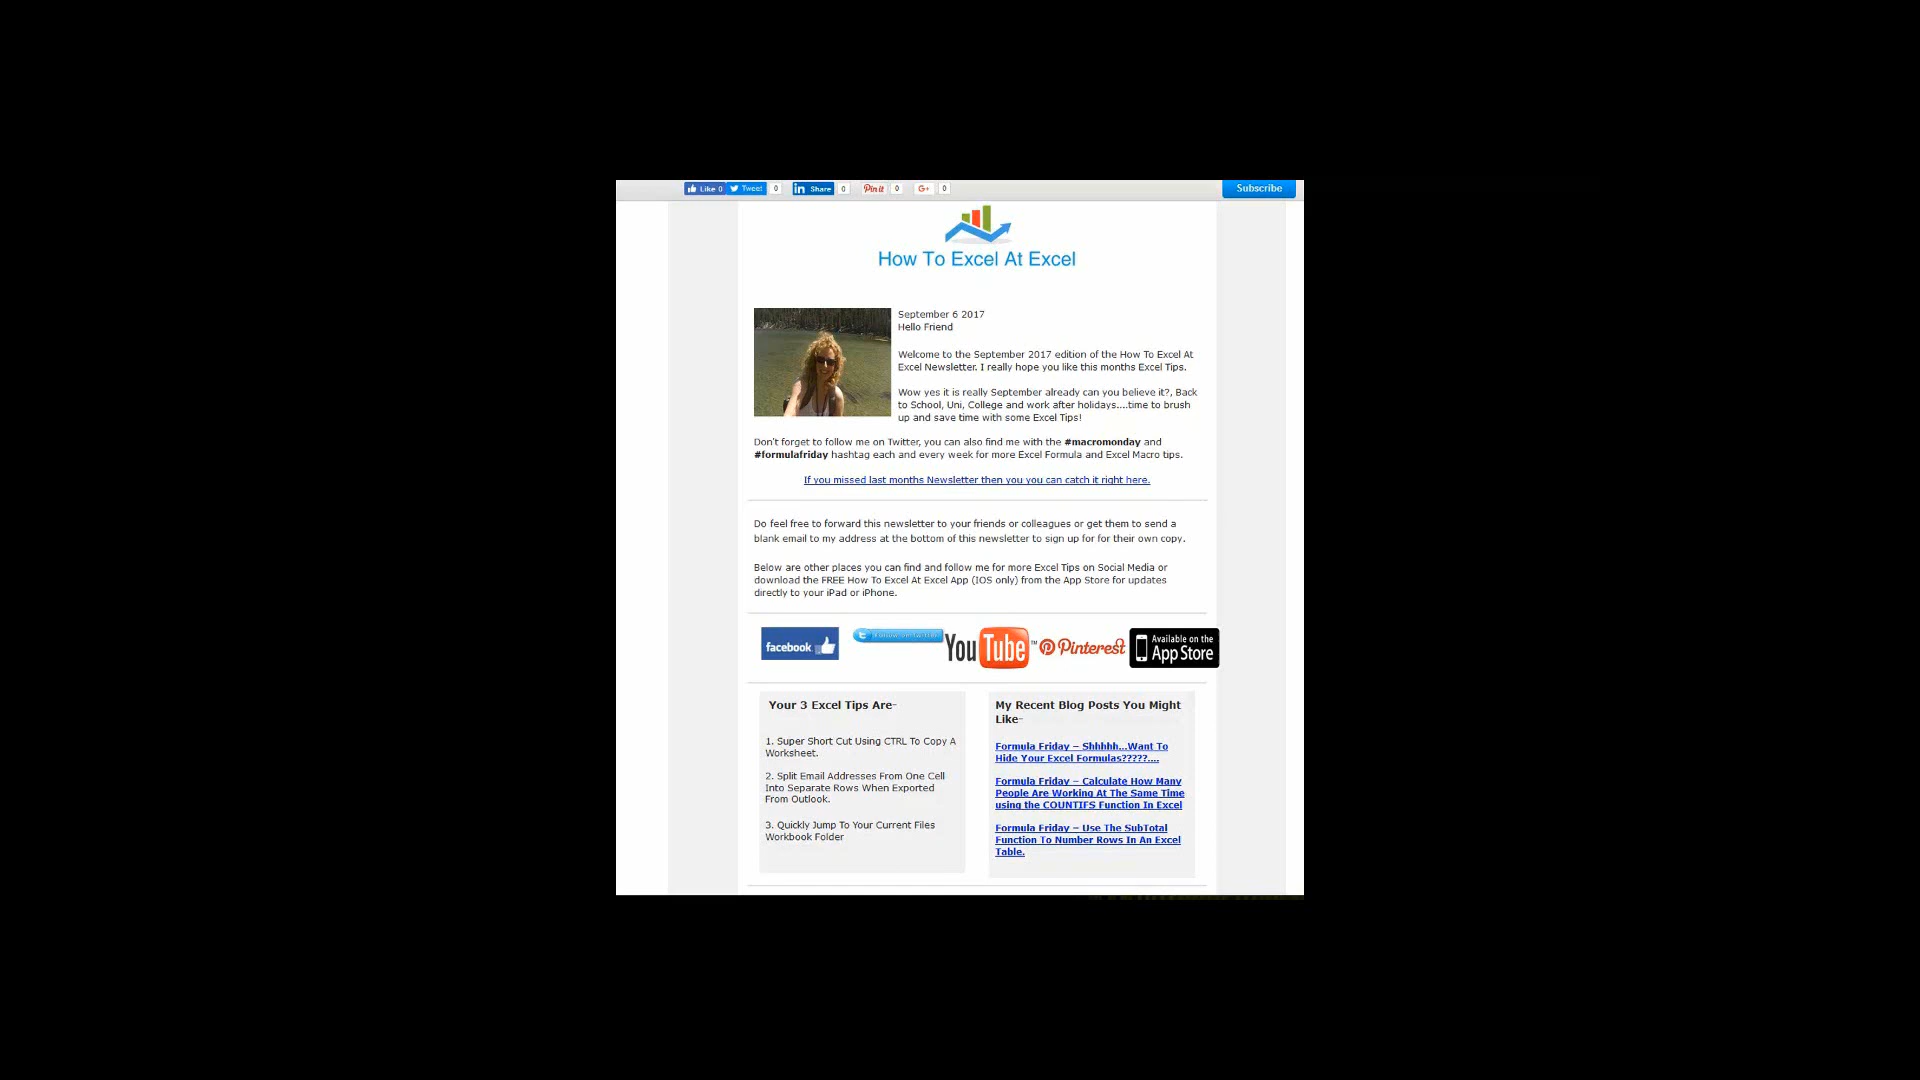 Like 0 Tweet 0 in Share 0 Pin it 0 G+ 0 Subscribe
How To Excel At Excel
September 6 2017
Hello Friend
Welcome to the September 2017 edition of the How To Excel At
Excel Newsletter. I really hope you like this months Excel Tips.
Wow yes it is really September already can you believe it?, Back
to School, Uni, College and work after holidays....time to brush
up and save time with some Excel Tips!
Don't forget to follow me on Twitter, you can also find me with the #macromonday and
#formulafriday hashtag each and every week for more Excel Formula and Excel Macro tips.
If you missed last months Newsletter then you you can catch it right here.
Do feel free to forward this newsletter to your friends or colleagues or get them to send a
blank email to my address at the bottom of this newsletter to sign up for for their own copy.
Below are other places you can find and follow me for more Excel Tips on Social Media or
download the FREE How To Excel At Excel App (IOS only) from the App Store for updates
directly to your iPad or iPhone.
facebook
YouTube™
Pinterest
Available on the
App Store
Your 3 Excel Tips Are-
1. Super Short Cut Using CTRL To Copy A
Worksheet.
2. Split Email Addresses From One Cell
Into Separate Rows When Exported
From Outlook.
3. Quickly Jump To Your Current Files
Workbook Folder
My Recent Blog Posts You Might
Like-
Formula Friday – Shhhhh...Want To
Hide Your Excel Formulas?????....
Formula Friday – Calculate How Many
People Are Working At The Same Time
using the COUNTIFS Function In Excel
Formula Friday – Use The SubTotal
Function To Number Rows In An Excel
Table.